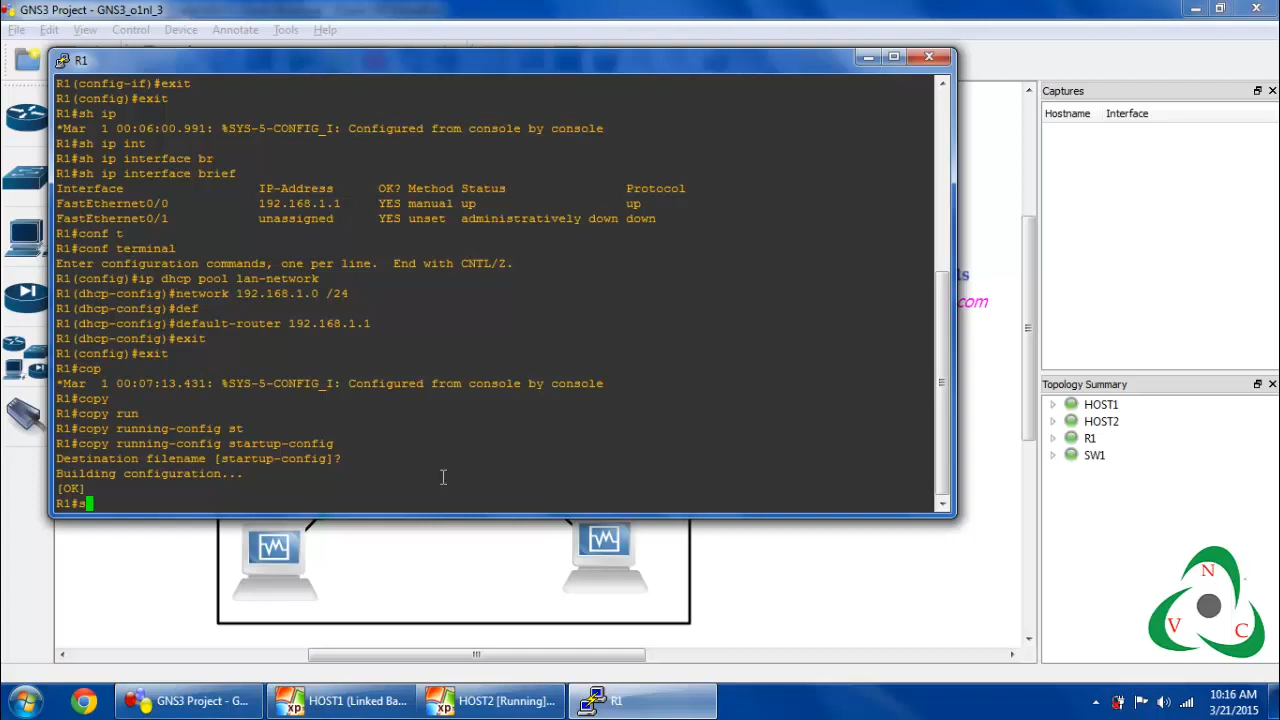 GNS3 Project - GNS3_o1nl_3
File Edit View Control Device Annotate Tools Help
R1
R1(config-if)#exit
R1(config)#exit
R1#sh ip
*Mar  1 00:06:00.991: %SYS-5-CONFIG_I: Configured from console by console
R1#sh ip int
R1#sh ip interface br
R1#sh ip interface brief
Interface IP-Address OK? Method Status Protocol
FastEthernet0/0 192.168.1.1 YES manual up up
FastEthernet0/1 unassigned YES unset administratively down down
R1#conf t
R1#conf terminal
Enter configuration commands, one per line.  End with CNTL/Z.
R1(config)#ip dhcp pool lan-network
R1(dhcp-config)#network 192.168.1.0 /24
R1(dhcp-config)#def
R1(dhcp-config)#default-router 192.168.1.1
R1(dhcp-config)#exit
R1(config)#exit
R1#cop
*Mar  1 00:07:13.431: %SYS-5-CONFIG_I: Configured from console by console
R1#copy
R1#copy run
R1#copy running-config st
R1#copy running-config startup-config
Destination filename [startup-config]?
Building configuration...
[OK]
R1#s
ls
com
Captures
Hostname Interface
Topology Summary
HOST1
HOST2
R1
SW1
N
V C
GNS3 Project - G... HOST1 (Linked Ba... HOST2 [Running]... R1
10:16 AM
3/21/2015